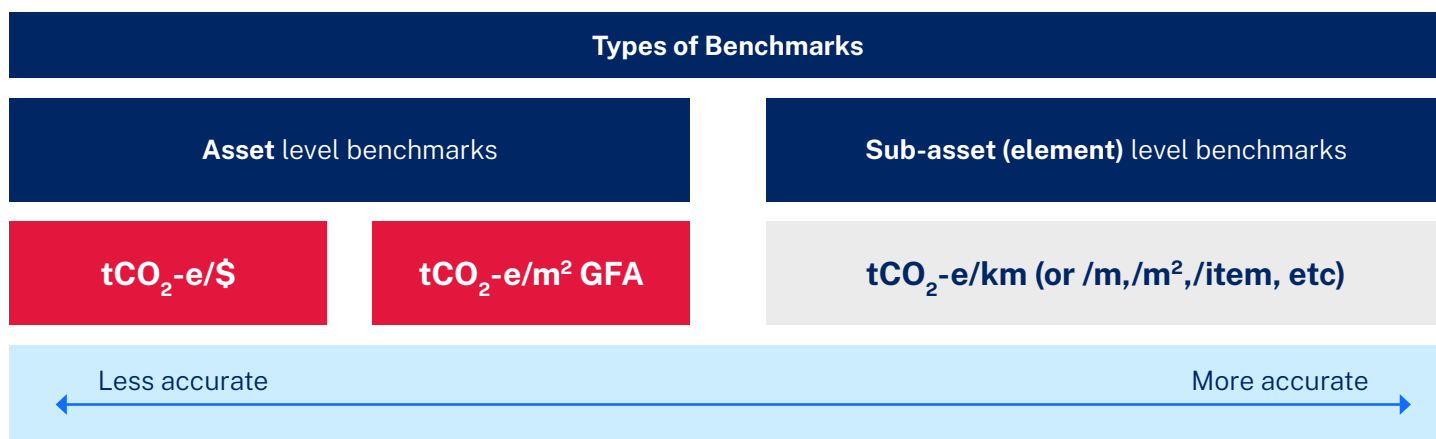 Types of Benchmarks
Asset level benchmarks
Sub-asset (element) level benchmarks
tCO₂-e/$
tCO₂-e/m² GFA
tCO₂-e/km (or /m,/m²,/item, etc)
Less accurate
More accurate